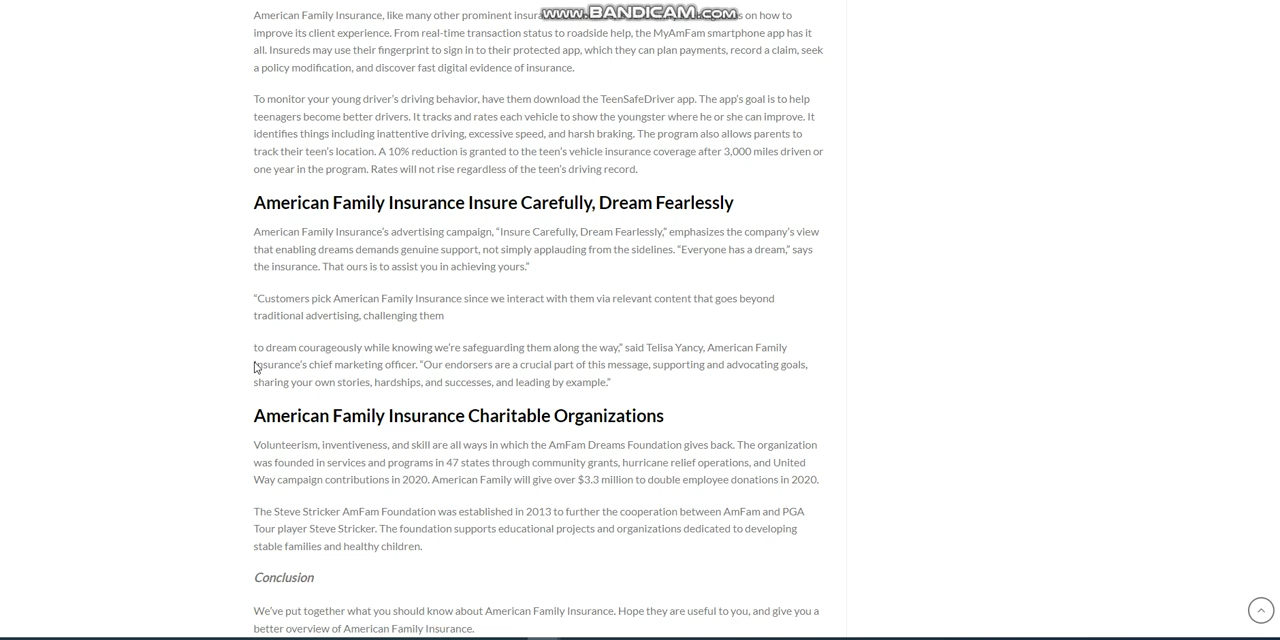 www.BANDICAM.com
American Family Insurance, like many other prominent insura s on how to
improve its client experience. From real-time transaction status to roadside help, the MyAmFam smartphone app has it
all. Insureds may use their fingerprint to sign in to their protected app, which they can plan payments, record a claim, seek
a policy modification, and discover fast digital evidence of insurance.
To monitor your young driver's driving behavior, have them download the TeenSafeDriver app. The app's goal is to help
teenagers become better drivers. It tracks and rates each vehicle to show the youngster where he or she can improve. It
identifies things including inattentive driving, excessive speed, and harsh braking. The program also allows parents to
track their teen's location. A 10% reduction is granted to the teen's vehicle insurance coverage after 3,000 miles driven or
one year in the program. Rates will not rise regardless of the teen's driving record.
American Family Insurance Insure Carefully, Dream Fearlessly
American Family Insurance's advertising campaign, "Insure Carefully, Dream Fearlessly," emphasizes the company's view
that enabling dreams demands genuine support, not simply applauding from the sidelines. "Everyone has a dream," says
the insurance. That ours is to assist you in achieving yours."
"Customers pick American Family Insurance since we interact with them via relevant content that goes beyond
traditional advertising, challenging them
to dream courageously while knowing we're safeguarding them along the way," said Telisa Yancy, American Family
Insurance's chief marketing officer. "Our endorsers are a crucial part of this message, supporting and advocating goals,
sharing your own stories, hardships, and successes, and leading by example."
American Family Insurance Charitable Organizations
Volunteerism, inventiveness, and skill are all ways in which the AmFam Dreams Foundation gives back. The organization
was founded in services and programs in 47 states through community grants, hurricane relief operations, and United
Way campaign contributions in 2020. American Family will give over $3.3 million to double employee donations in 2020.
The Steve Stricker AmFam Foundation was established in 2013 to further the cooperation between AmFam and PGA
Tour player Steve Stricker. The foundation supports educational projects and organizations dedicated to developing
stable families and healthy children.
Conclusion
We've put together what you should know about American Family Insurance. Hope they are useful to you, and give you a
better overview of American Family Insurance.